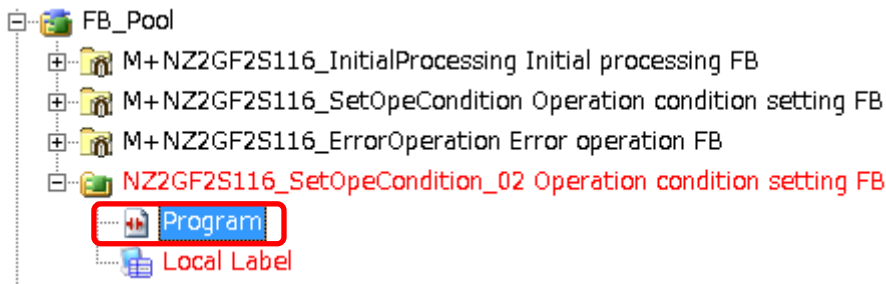 FB_Pool
M+NZ2GF2S116_InitialProcessing Initial processing FB
M+NZ2GF2S116_SetOpeCondition Operation condition setting FB
M+NZ2GF2S116_ErrorOperation Error operation FB
NZ2GF2S116_SetOpeCondition_02 Operation condition setting FB
Program
Local Label